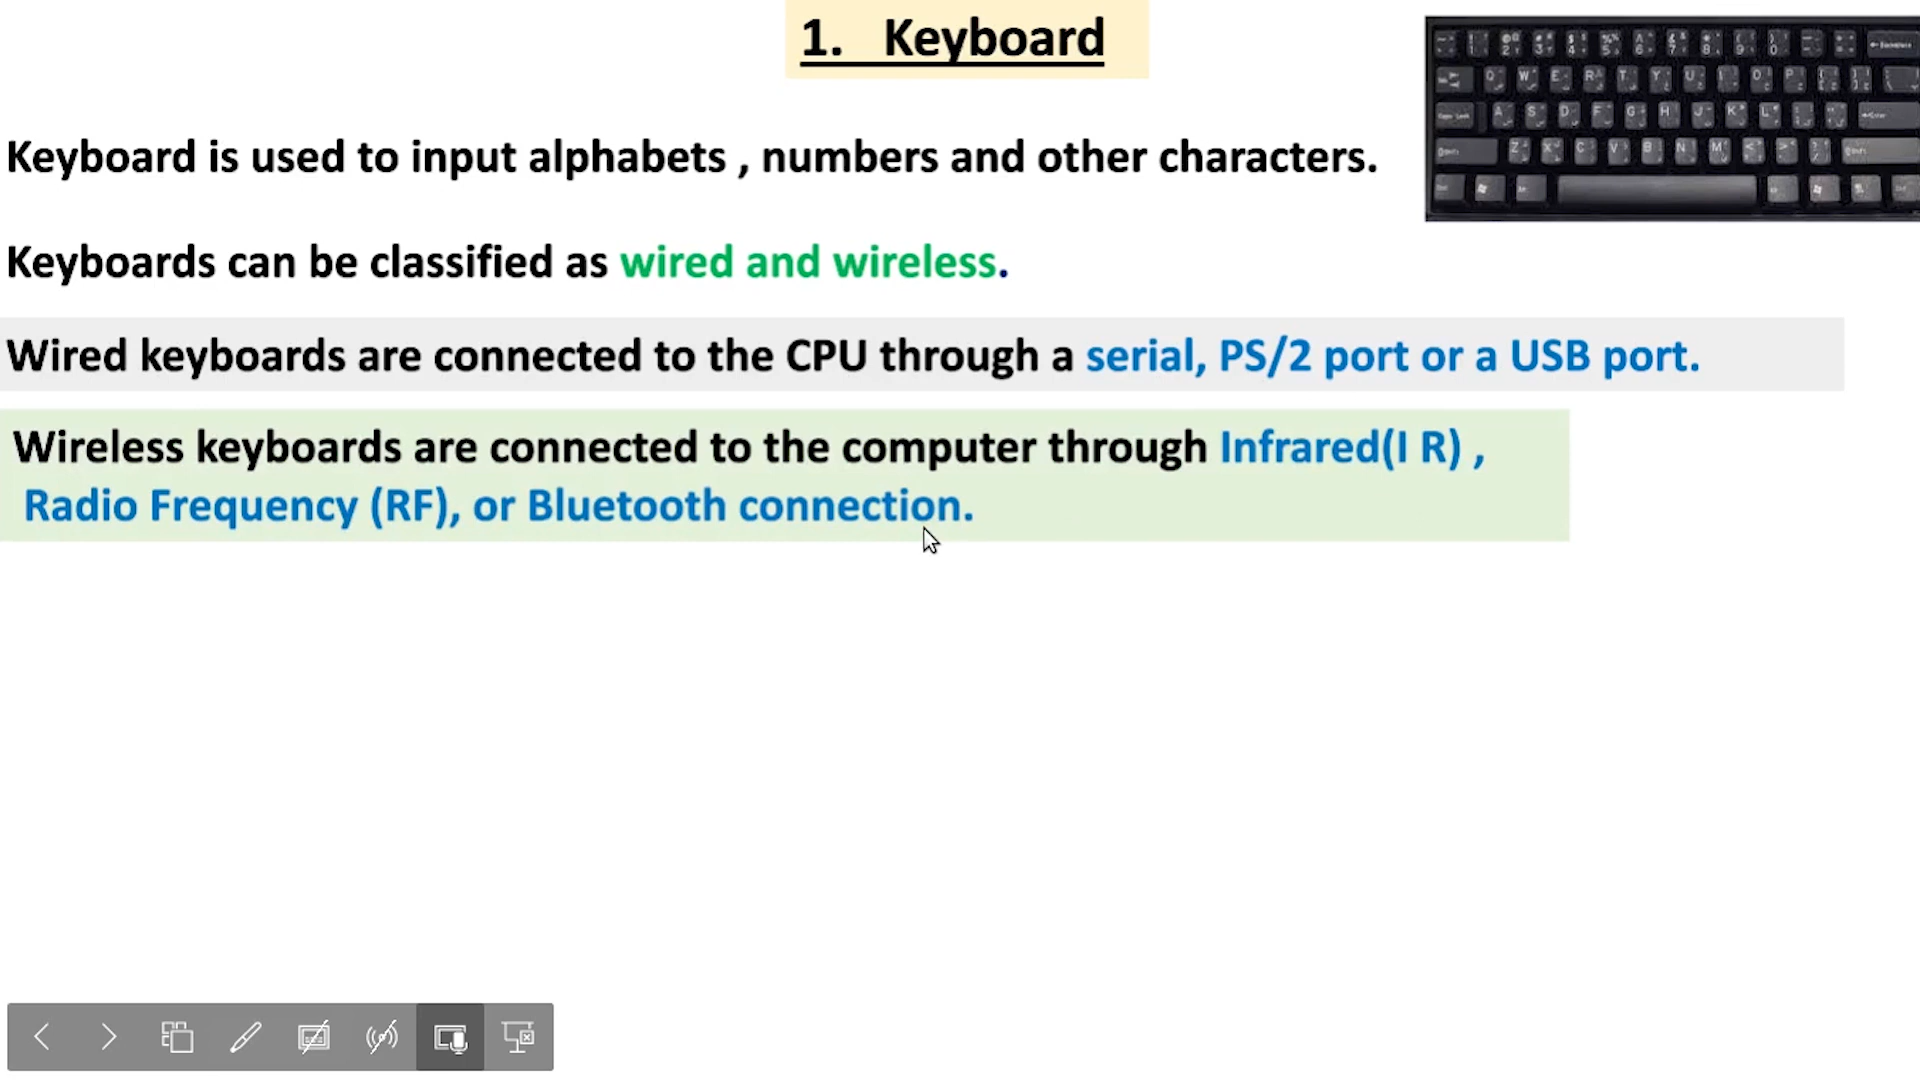 1. Keyboard
Keyboard is used to input alphabets , numbers and other characters.
Keyboards can be classified as wired and wireless.
Wired keyboards are connected to the CPU through a serial, PS/2 port or a USB port.
Wireless keyboards are connected to the computer through Infrared(I R) ,
Radio Frequency (RF), or Bluetooth connection.